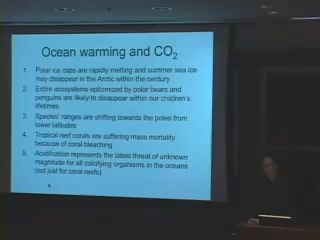 Ocean warming and CO2
1. Polar ice caps are rapidly melting and summer sea ice
may disappear in the Arctic within the century
2. Entire ecosystems epitomized by polar bears and
penguins are likely to disappear within our children's
lifetimes
3. Species' ranges are shifting towards the poles from
lower latitudes
4. Tropical reef corals are suffering mass mortality
because of coral bleaching
5. Acidification represents the latest threat of unknown
magnitude for all calcifying organisms in the oceans
(not just for coral reefs)